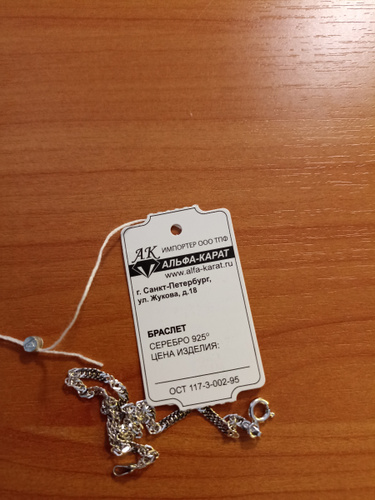 АК ИМПОРТЕР ООО ТПФ
АЛЬФА-КАРАТ
www.alfa-karat.ru
г. Санкт-Петербург,
ул. Жукова, д.18
БРАСЛЕТ
СЕРЕБРО 925°
ЦЕНА ИЗДЕЛИЯ:
ОСТ 117-3-002-95